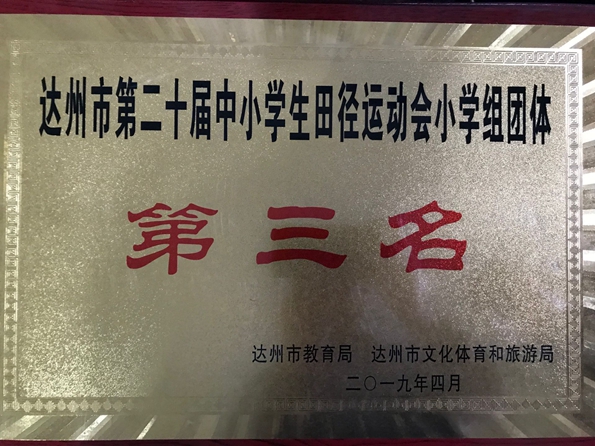 达州市第二十届中小学生田径运动会小学组团体
第三名
达州市教育局 达州市文化体育和旅游局
二〇一九年四月